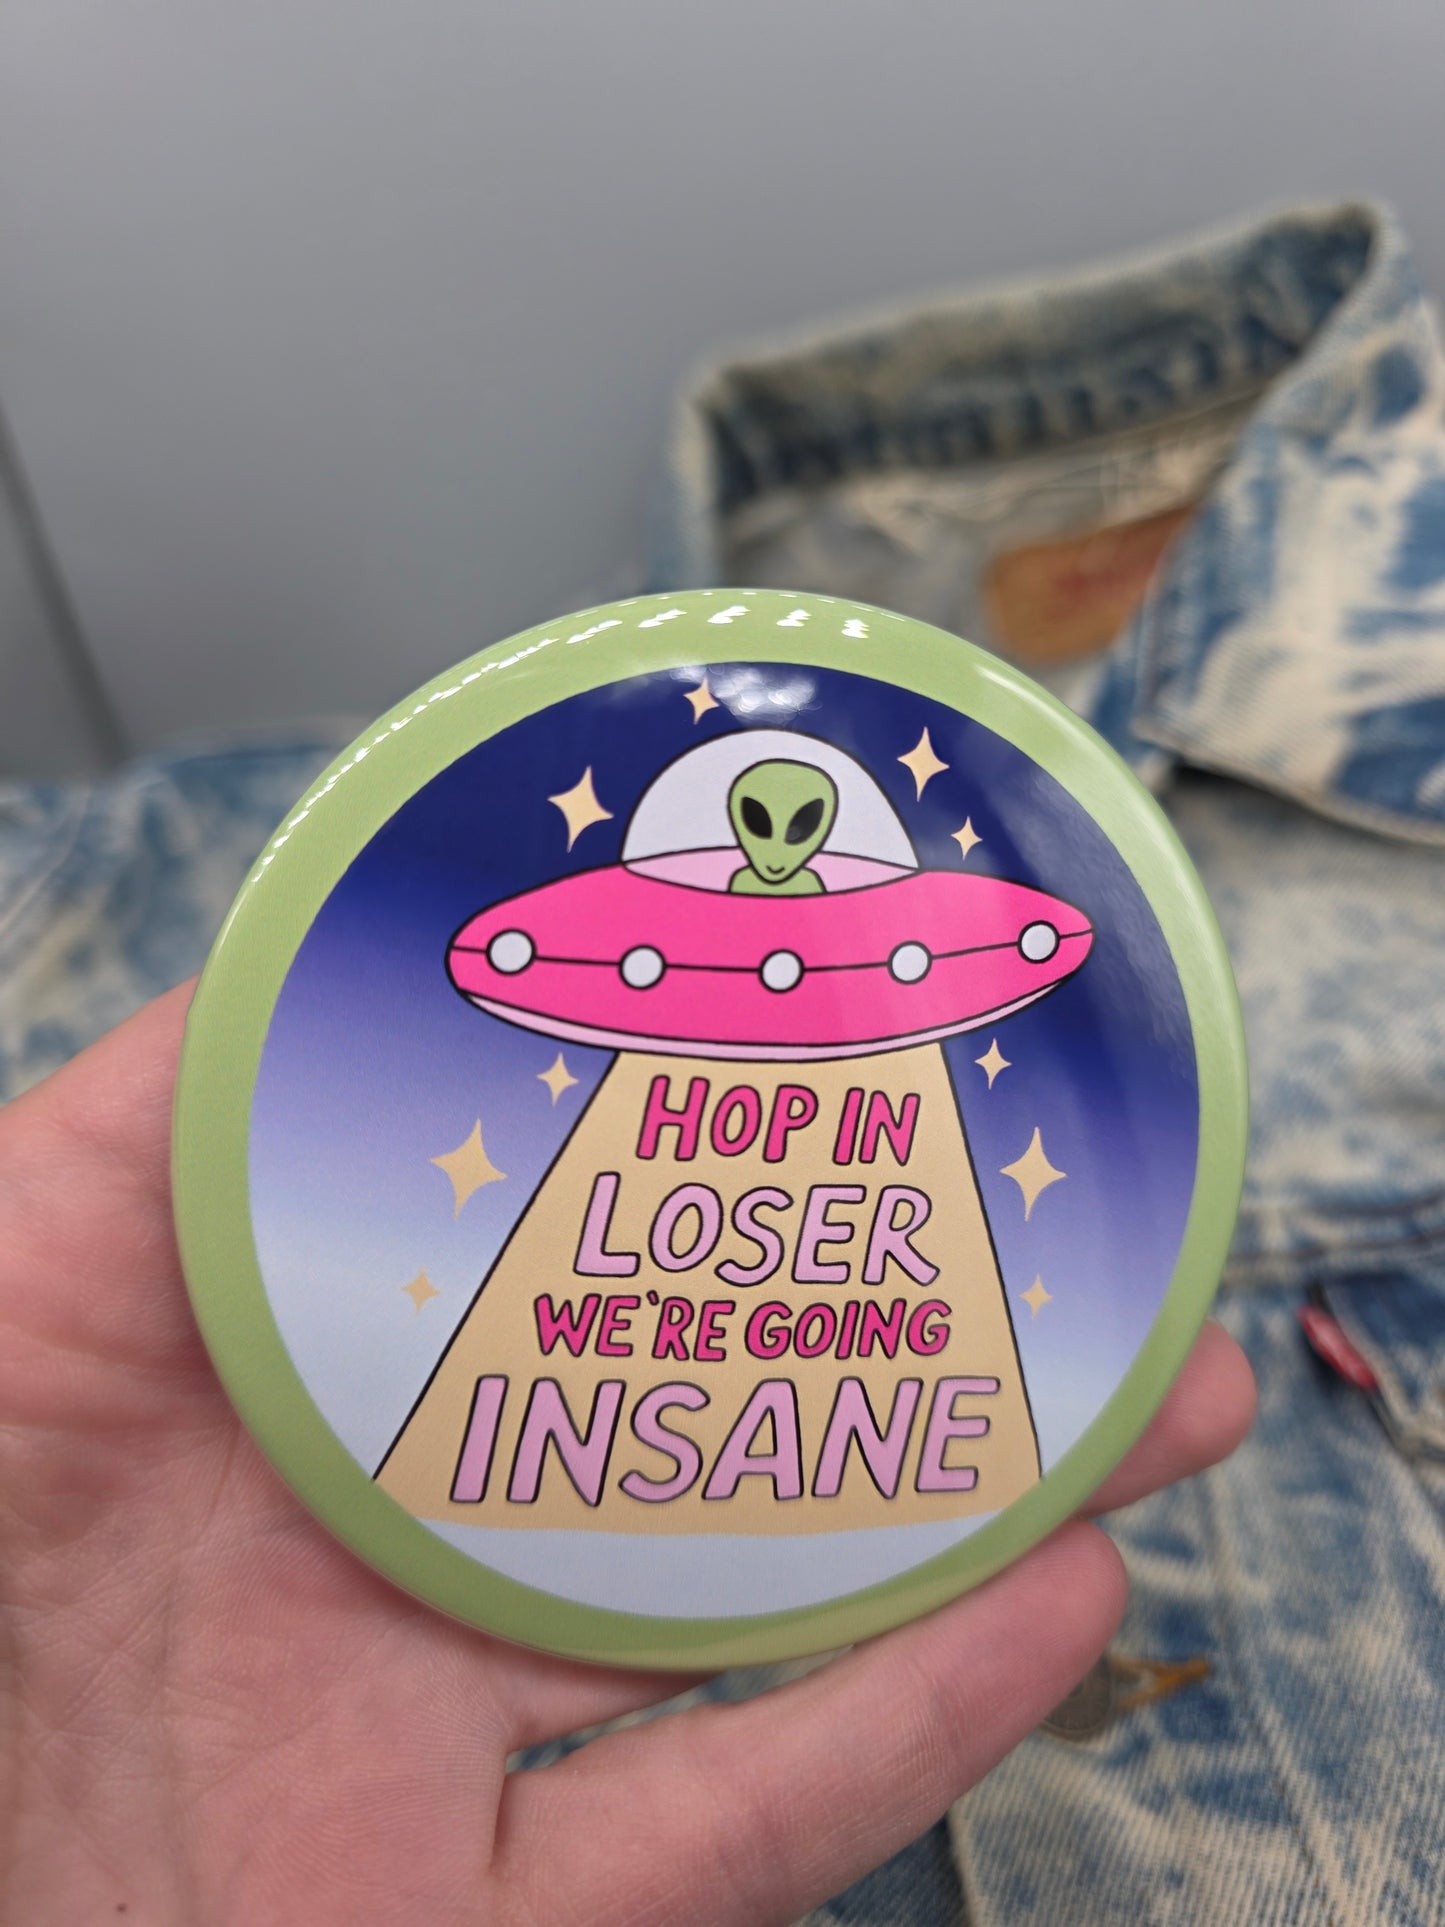 HOP IN
LOSER
WE'RE GOING
INSANE